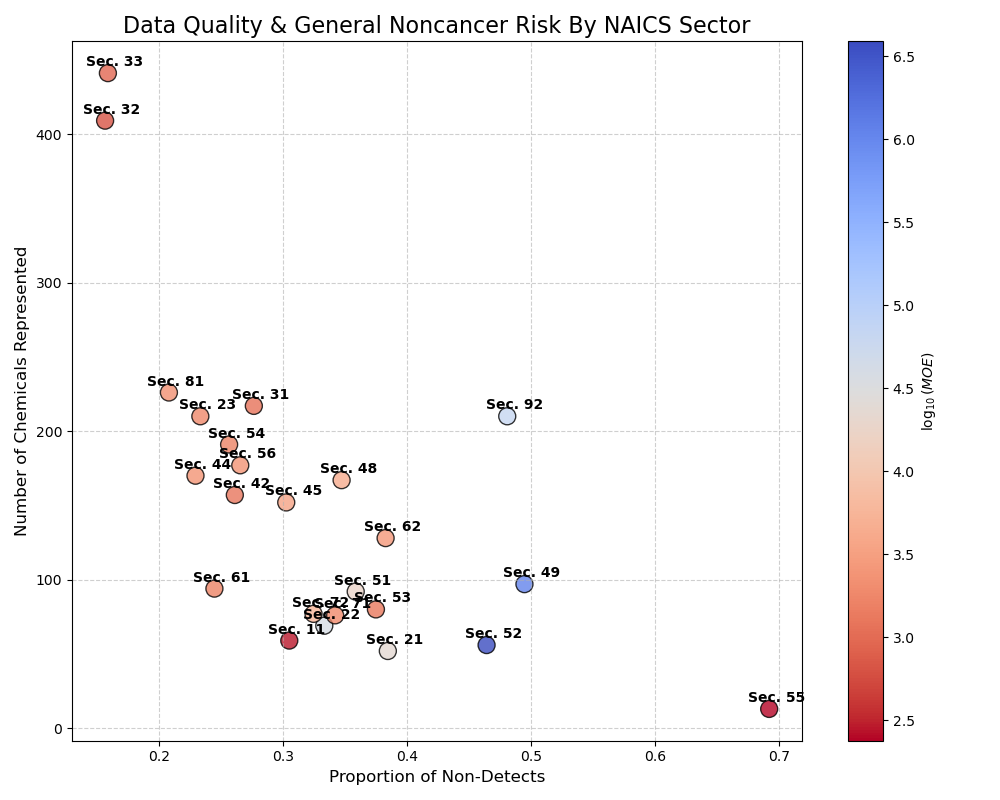 Data Quality & General Noncancer Risk By NAICS Sector
Sec. 33
Sec. 32
Sec. 81
Sec. 31
Sec. 23
Sec. 92
Sec. 54
Sec. 56
Sec. 44
Sec. 48
Sec. 42
Sec. 45
Sec. 62
Sec. 61
Sec. 51
Sec. 49
Sec. 53
Sec. 72
Sec. 71
Sec. 22
Sec. 11
Sec. 21
Sec. 52
Sec. 55
400
300
200
100
0
Number of Chemicals Represented
0.2
0.3
0.4
0.5
0.6
0.7
Proportion of Non-Detects
6.5
6.0
5.5
5.0
4.5
4.0
3.5
3.0
2.5
log₁₀(MOE)